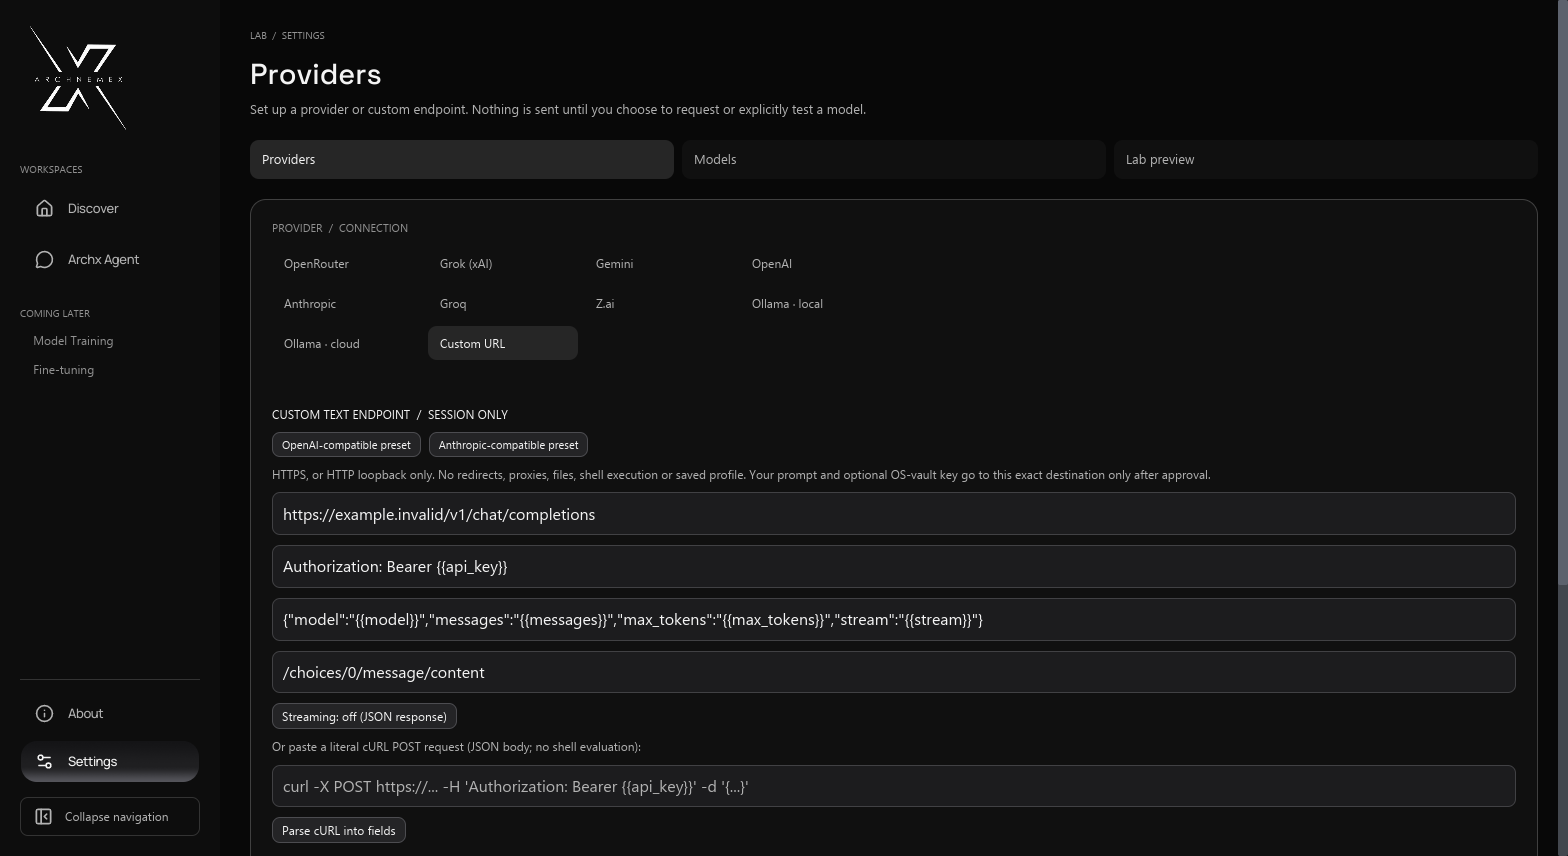 ARCHNEMEX
WORKSPACES
Discover
Archx Agent
COMING LATER
Model Training
Fine-tuning
About
Settings
Collapse navigation
LAB / SETTINGS
Providers
Set up a provider or custom endpoint. Nothing is sent until you choose to request or explicitly test a model.
Providers
Models
Lab preview
PROVIDER / CONNECTION
OpenRouter
Grok (xAI)
Gemini
OpenAI
Anthropic
Groq
Z.ai
Ollama · local
Ollama · cloud
Custom URL
CUSTOM TEXT ENDPOINT / SESSION ONLY
OpenAI-compatible preset
Anthropic-compatible preset
HTTPS, or HTTP loopback only. No redirects, proxies, files, shell execution or saved profile. Your prompt and optional OS-vault key go to this exact destination only after approval.
https://example.invalid/v1/chat/completions
Authorization: Bearer {{api_key}}
{"model":"{{model}}","messages":"{{messages}}","max_tokens":"{{max_tokens}}","stream":"{{stream}}"}
/choices/0/message/content
Streaming: off (JSON response)
Or paste a literal cURL POST request (JSON body; no shell evaluation):
curl -X POST https://... -H 'Authorization: Bearer {{api_key}}' -d '{...}'
Parse cURL into fields